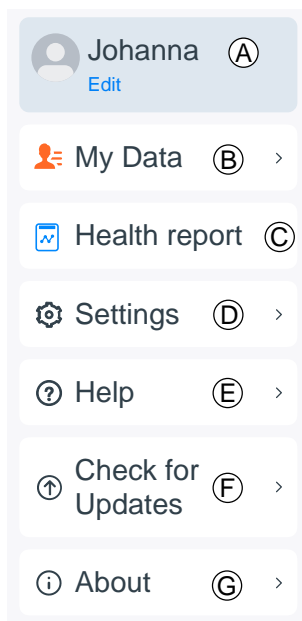 Johanna Ⓐ
Edit
My Data Ⓑ
Health report Ⓒ
Settings Ⓓ
Help Ⓔ
Check for
Updates Ⓕ
About Ⓖ